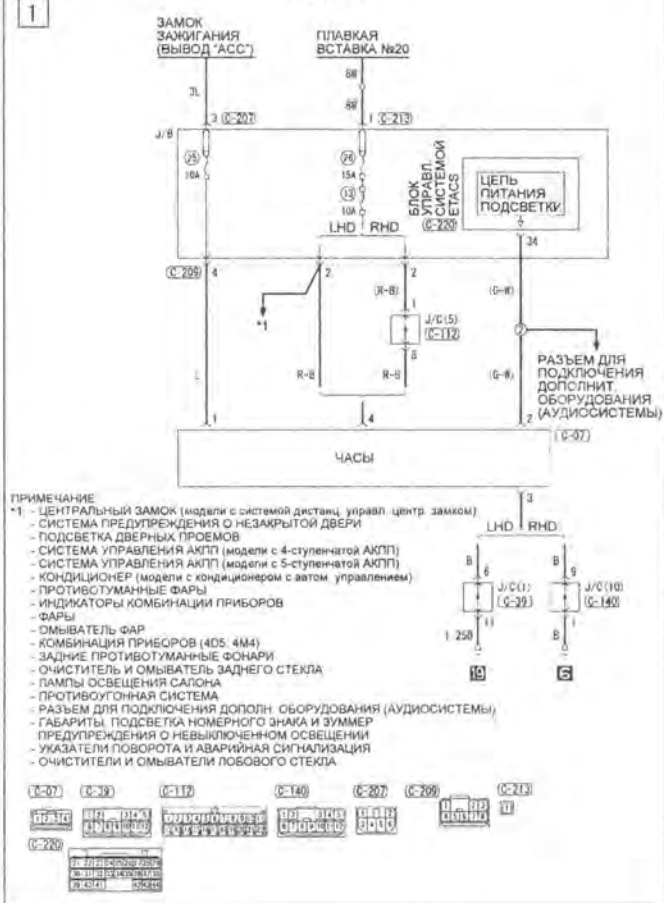 1
ЗАМОК
ЗАЖИГАНИЯ
(ВЫВОД "АСС")
ПЛАВКАЯ
ВСТАВКА №20
3L
8W
8W
3 (C-207)
1 (C-213)
J/B
10A
15A
10A
LHD RHD
БЛОК
УПРАВЛ.
СИСТЕМОЙ
ETACS
(C-220)
ЦЕПЬ
ПИТАНИЯ
ПОДСВЕТКИ
34
(C-209) 4
2
2
*1
(R-B)
1
J/C(5)
(C-112)
8
(G-W)
2
РАЗЪЕМ ДЛЯ
ПОДКЛЮЧЕНИЯ
ДОПОЛНИТ.
ОБОРУДОВАНИЯ
(АУДИОСИСТЕМЫ)
L
R-B
R-B
(G-W)
1
4
2
(C-07)
ЧАСЫ
3
LHD RHD
B
B
6
9
J/C(1)
(C-39)
J/C(10)
(C-140)
11
1
1.25B
B
19
6
ПРИМЕЧАНИЕ
*1 - ЦЕНТРАЛЬНЫЙ ЗАМОК (модели с системой дистанц. управл. центр. замком)
- СИСТЕМА ПРЕДУПРЕЖДЕНИЯ О НЕЗАКРЫТОЙ ДВЕРИ
- ПОДСВЕТКА ДВЕРНЫХ ПРОЕМОВ
- СИСТЕМА УПРАВЛЕНИЯ АКПП (модели с 4-ступенчатой АКПП)
- СИСТЕМА УПРАВЛЕНИЯ АКПП (модели с 5-ступенчатой АКПП)
- КОНДИЦИОНЕР (модели с кондиционером с автом. управлением)
- ПРОТИВОТУМАННЫЕ ФАРЫ
- ИНДИКАТОРЫ КОМБИНАЦИИ ПРИБОРОВ
- ФАРЫ
- ОМЫВАТЕЛЬ ФАР
- КОМБИНАЦИЯ ПРИБОРОВ (4D5, 4M4)
- ЗАДНИЕ ПРОТИВОТУМАННЫЕ ФОНАРИ
- ОЧИСТИТЕЛЬ И ОМЫВАТЕЛЬ ЗАДНЕГО СТЕКЛА
- ЛАМПЫ ОСВЕЩЕНИЯ САЛОНА
- ПРОТИВОУГОННАЯ СИСТЕМА
- РАЗЪЕМ ДЛЯ ПОДКЛЮЧЕНИЯ ДОПОЛН. ОБОРУДОВАНИЯ (АУДИОСИСТЕМЫ)
- ГАБАРИТЫ, ПОДСВЕТКА НОМЕРНОГО ЗНАКА И ЗУММЕР
ПРЕДУПРЕЖДЕНИЯ О НЕВЫКЛЮЧЕННОМ ОСВЕЩЕНИИ
- УКАЗАТЕЛИ ПОВОРОТА И АВАРИЙНАЯ СИГНАЛИЗАЦИЯ
- ОЧИСТИТЕЛИ И ОМЫВАТЕЛИ ЛОБОВОГО СТЕКЛА
(C-07) (C-39) (C-112) (C-140) (C-207) (C-209) (C-213)
(C-220)